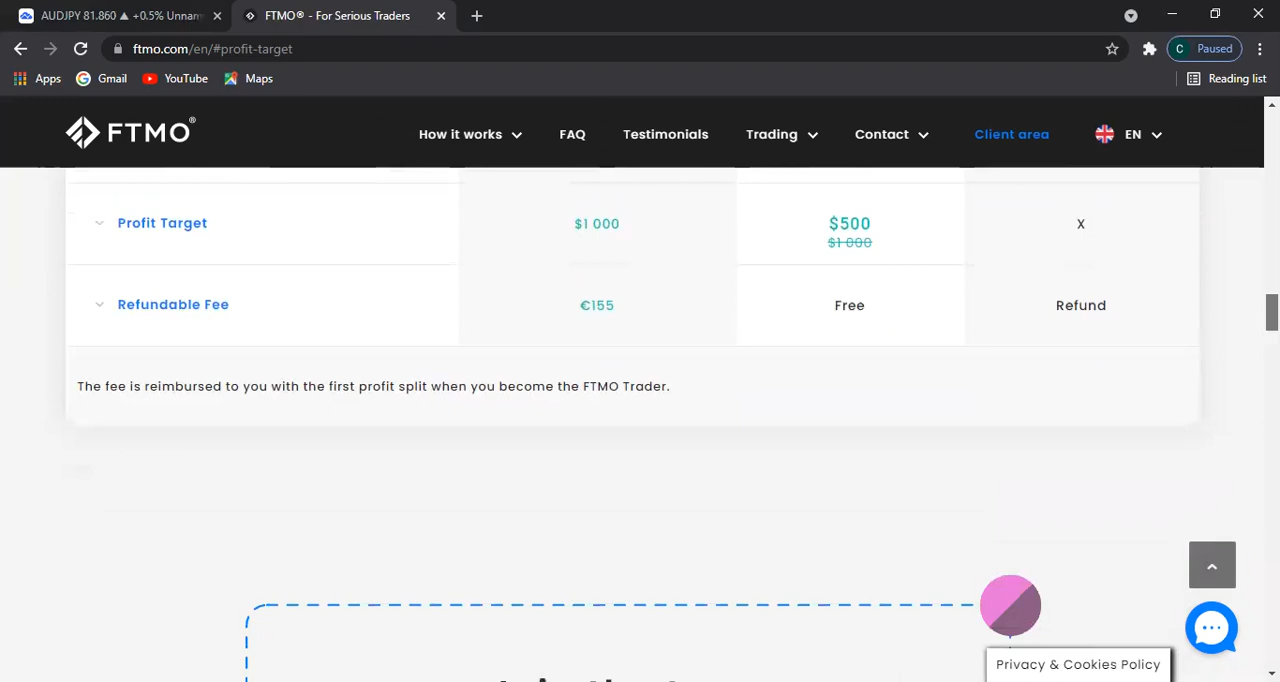 AUDJPY 81.860 ▲ +0.5% Unnam
FTMO® - For Serious Traders
ftmo.com/en/#profit-target
C Paused
Apps Gmail YouTube Maps Reading list
FTMO®
How it works FAQ Testimonials Trading Contact Client area EN
Profit Target $1 000 $500 X
$1 000
Refundable Fee €155 Free Refund
The fee is reimbursed to you with the first profit split when you become the FTMO Trader.
Privacy & Cookies Policy